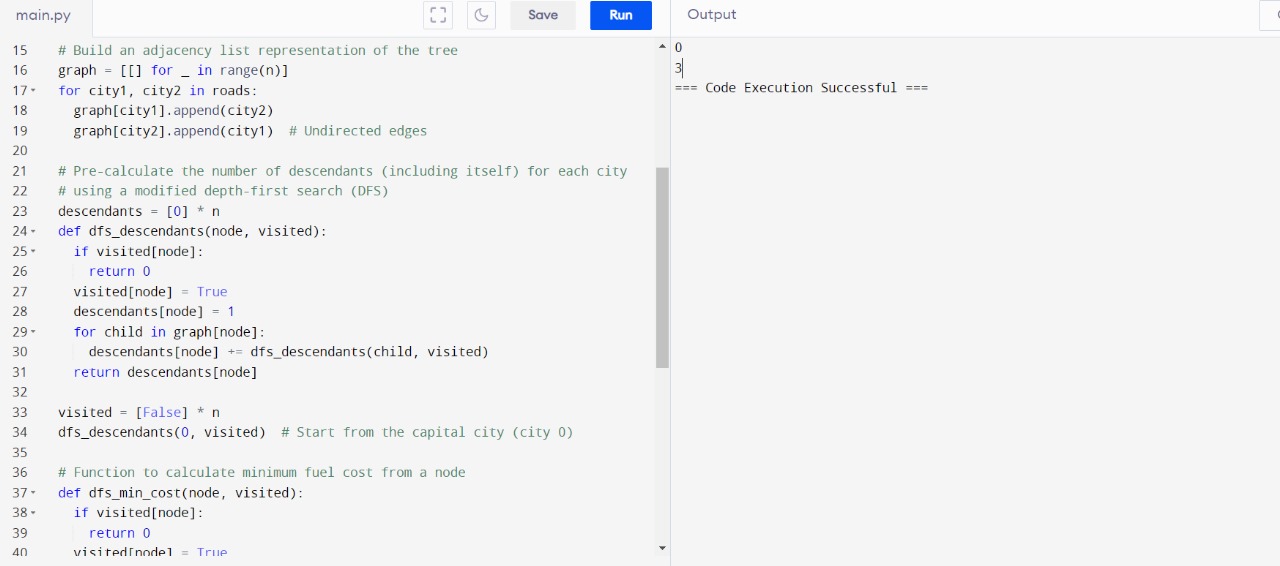 main.py
Save
Run
Output
15 # Build an adjacency list representation of the tree
16 graph = [[] for _ in range(n)]
17 for city1, city2 in roads:
18 graph[city1].append(city2)
19 graph[city2].append(city1) # Undirected edges
20
21 # Pre-calculate the number of descendants (including itself) for each city
22 # using a modified depth-first search (DFS)
23 descendants = [0] * n
24 def dfs_descendants(node, visited):
25 if visited[node]:
26 return 0
27 visited[node] = True
28 descendants[node] = 1
29 for child in graph[node]:
30 descendants[node] += dfs_descendants(child, visited)
31 return descendants[node]
32
33 visited = [False] * n
34 dfs_descendants(0, visited) # Start from the capital city (city 0)
35
36 # Function to calculate minimum fuel cost from a node
37 def dfs_min_cost(node, visited):
38 if visited[node]:
39 return 0
40 visited[node] = True
0
3
=== Code Execution Successful ===